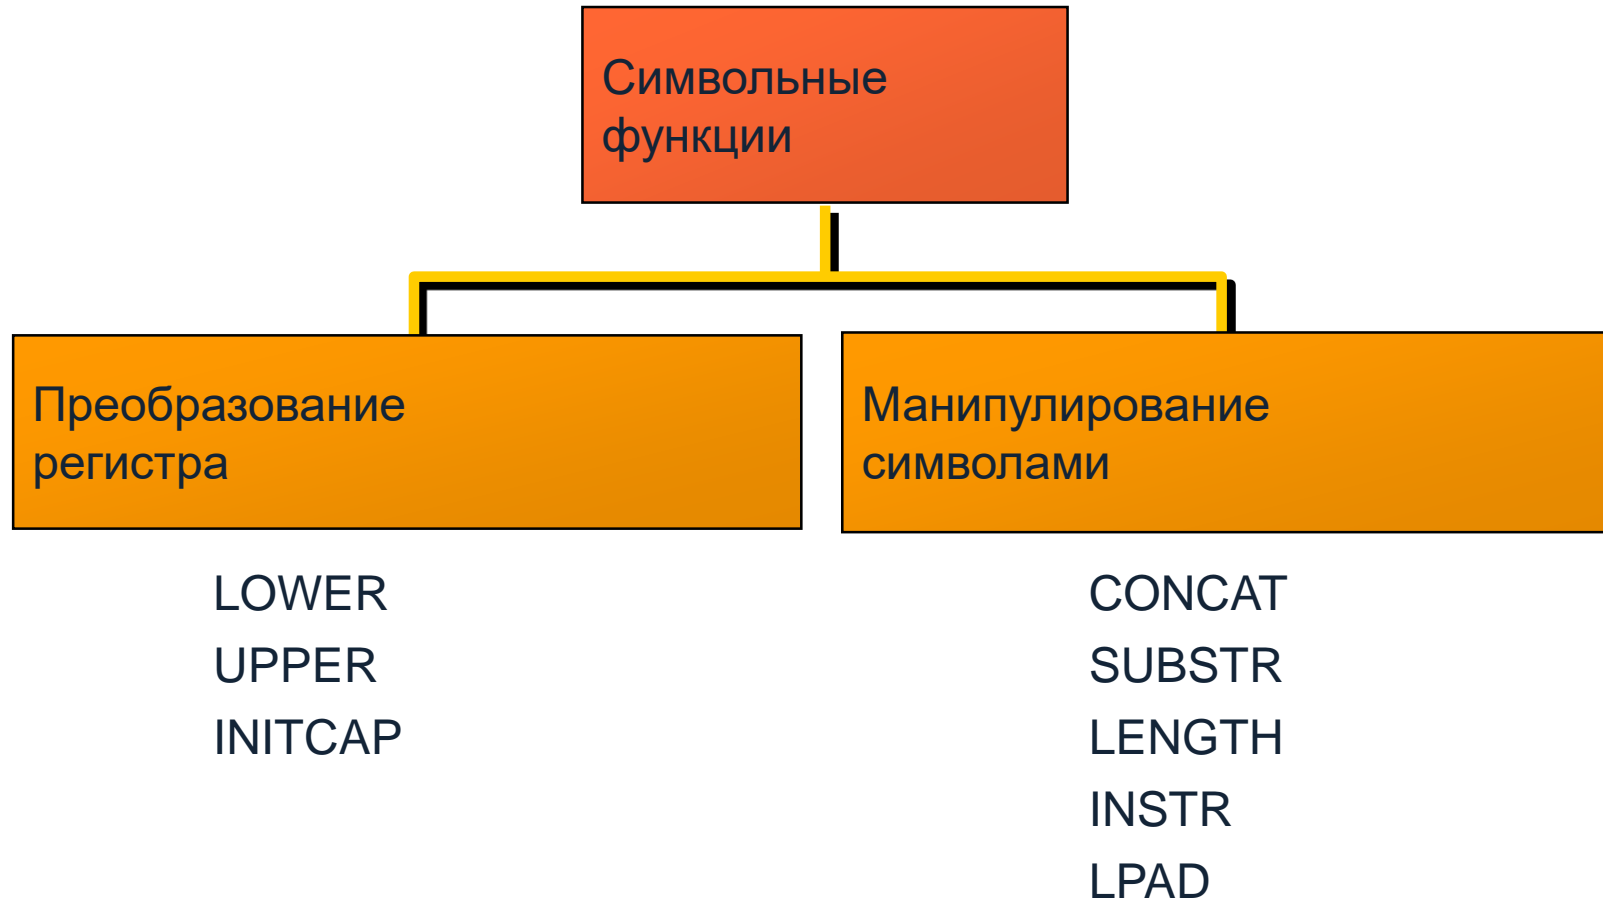 Символьные
функции
Преобразование
регистра
Манипулирование
символами
LOWER
UPPER
INITCAP
CONCAT
SUBSTR
LENGTH
INSTR
LPAD